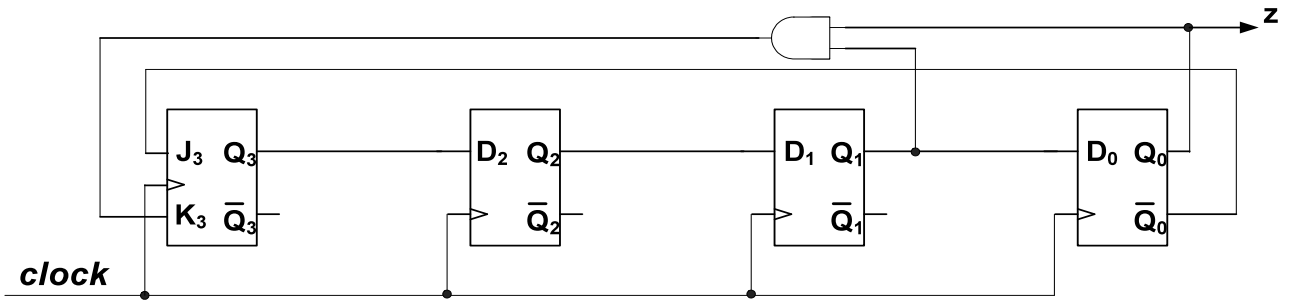 z
J₃ Q₃ D₂ Q₂ D₁ Q₁ D₀ Q₀
K₃ Q̅₃ Q̅₂ Q̅₁ Q̅₀
clock